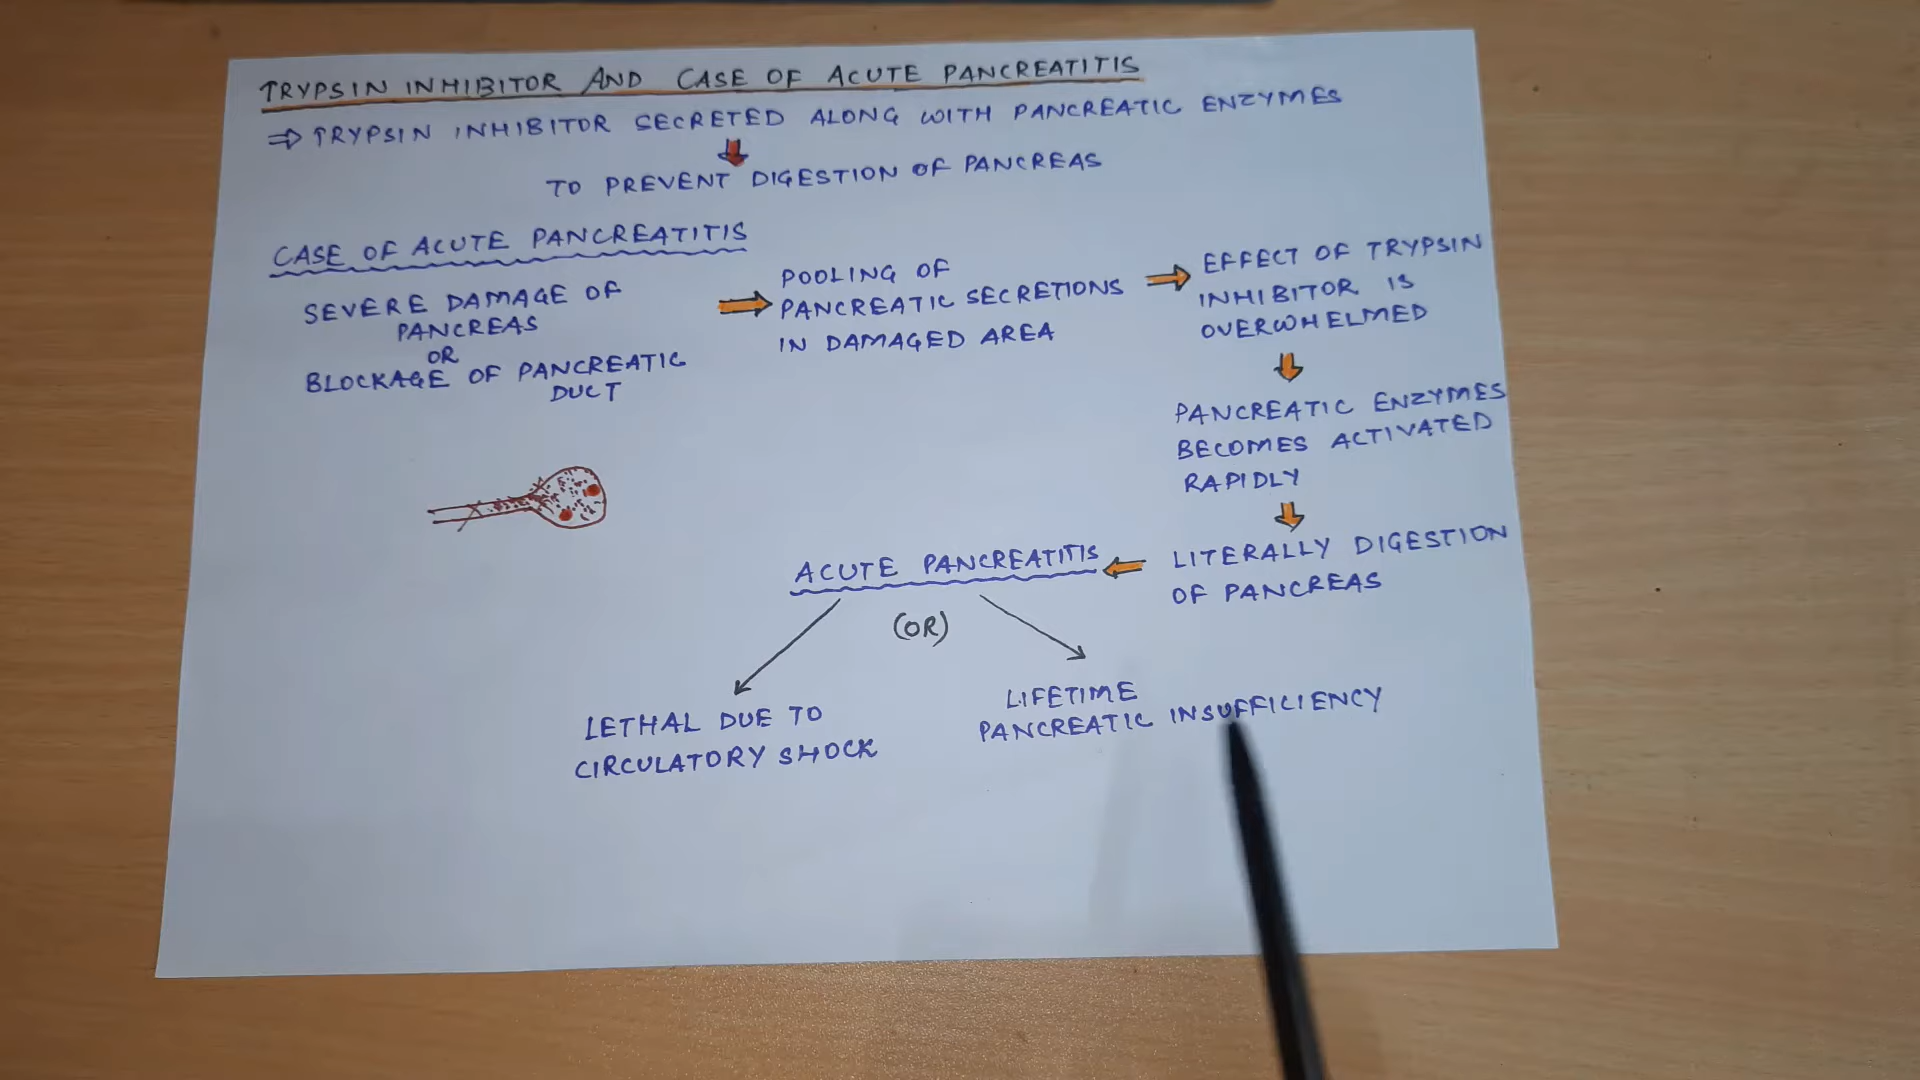 TRYPSIN INHIBITOR AND CASE OF ACUTE PANCREATITIS
⇒ TRYPSIN INHIBITOR SECRETED ALONG WITH PANCREATIC ENZYMES
TO PREVENT DIGESTION OF PANCREAS
CASE OF ACUTE PANCREATITIS
SEVERE DAMAGE OF
PANCREAS
OR
BLOCKAGE OF PANCREATIC
DUCT
POOLING OF
PANCREATIC SECRETIONS
IN DAMAGED AREA
EFFECT OF TRYPSIN
INHIBITOR IS
OVERWHELMED
PANCREATIC ENZYMES
BECOMES ACTIVATED
RAPIDLY
LITERALLY DIGESTION
OF PANCREAS
ACUTE PANCREATITIS
(OR)
LETHAL DUE TO
CIRCULATORY SHOCK
LIFETIME
PANCREATIC INSUFFICIENCY